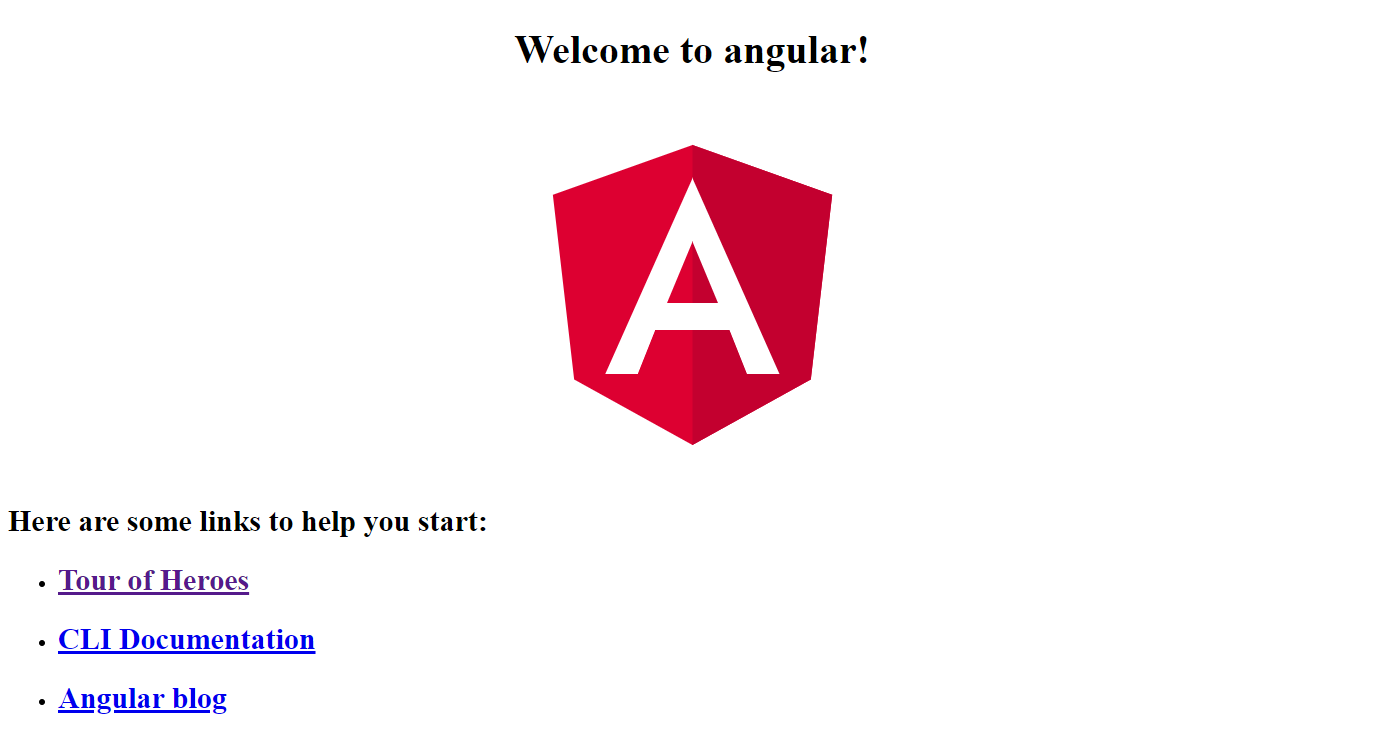 Welcome to angular!
A
Here are some links to help you start:
Tour of Heroes
CLI Documentation
Angular blog